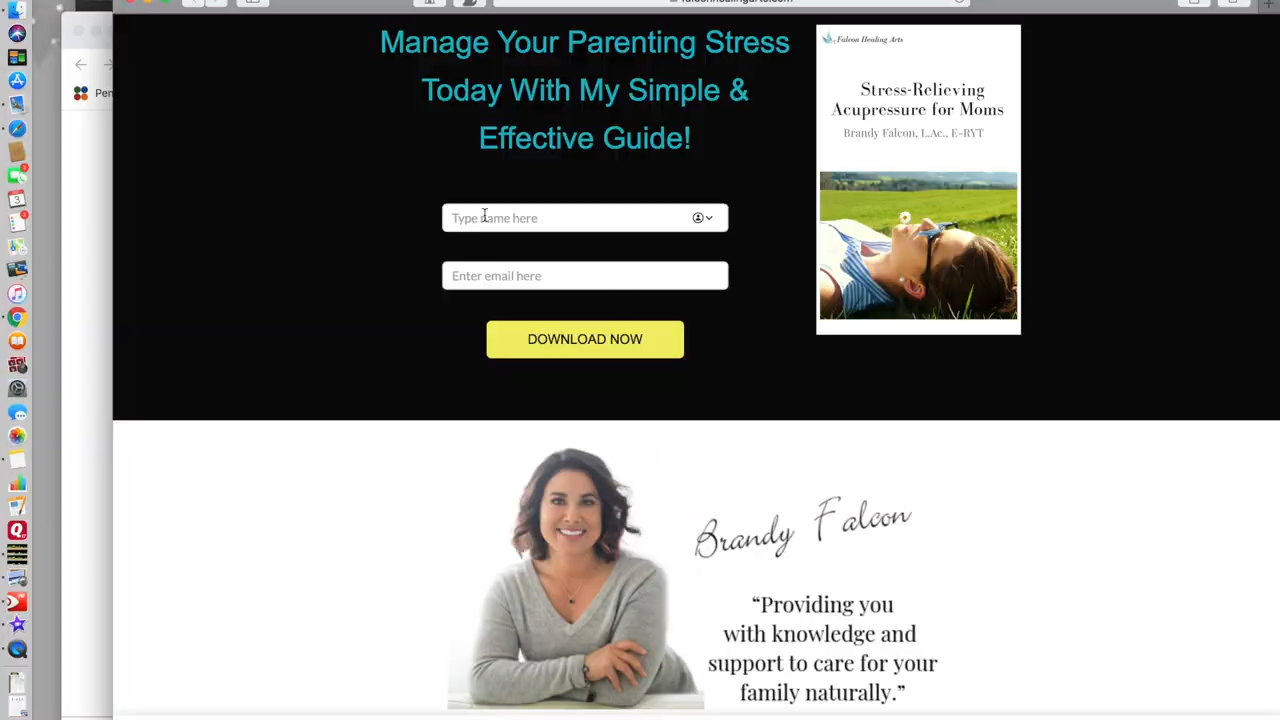 Pen
Manage Your Parenting Stress
Today With My Simple &
Effective Guide!
Type name here
Enter email here
DOWNLOAD NOW
Falcon Healing Arts
Stress-Relieving
Acupressure for Moms
Brandy Falcon, L.Ac., E-RYT
Brandy Falcon
“Providing you
with knowledge and
support to care for your
family naturally.”